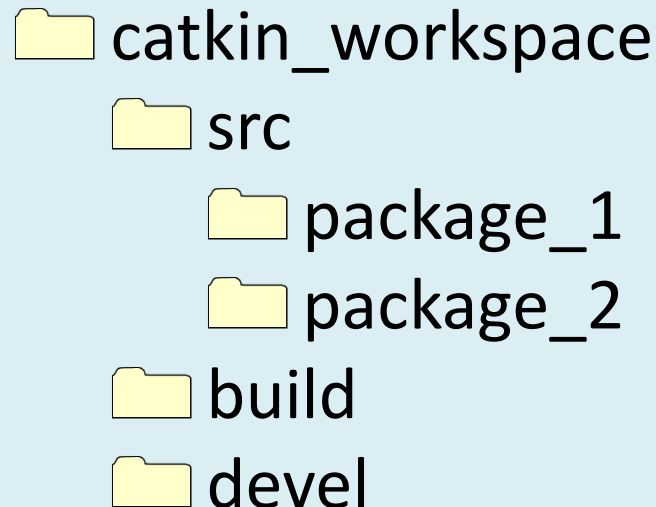 catkin_workspace
src
package_1
package_2
build
devel